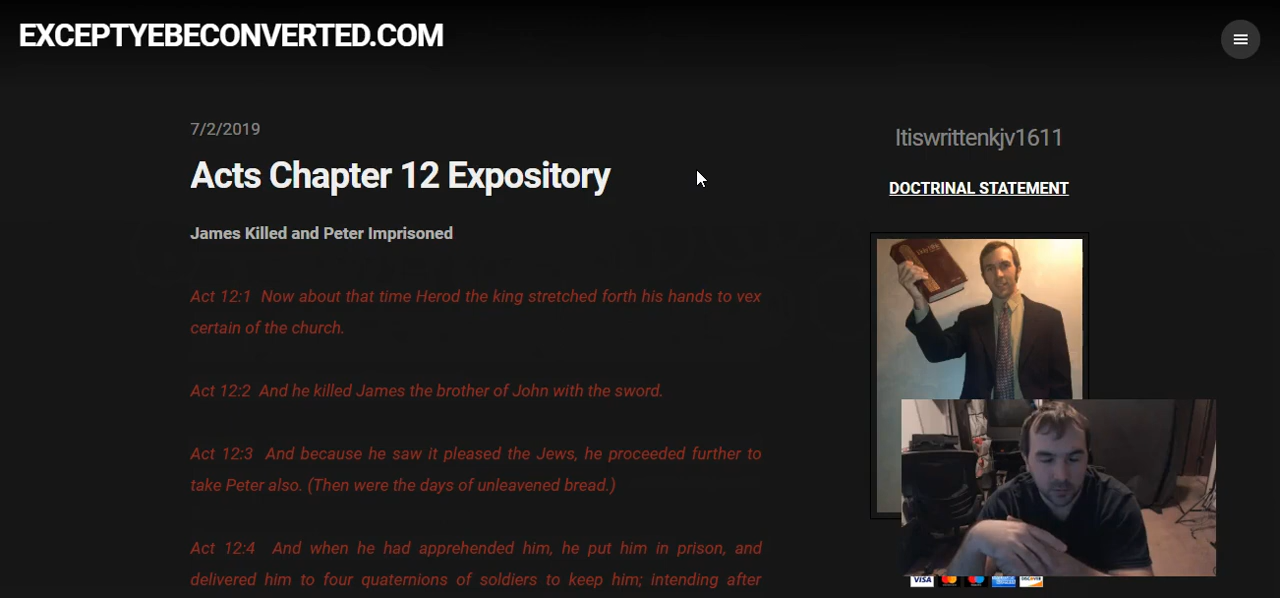 EXCEPTYEBECONVERTED.COM
7/2/2019
Acts Chapter 12 Expository
James Killed and Peter Imprisoned
Act 12:1 Now about that time Herod the king stretched forth his hands to vex
certain of the church.
Act 12:2 And he killed James the brother of John with the sword.
Act 12:3 And because he saw it pleased the Jews, he proceeded further to
take Peter also. (Then were the days of unleavened bread.)
Act 12:4 And when he had apprehended him, he put him in prison, and
delivered him to four quaternions of soldiers to keep him; intending after
Itiswrittenkjv1611
DOCTRINAL STATEMENT
VISA